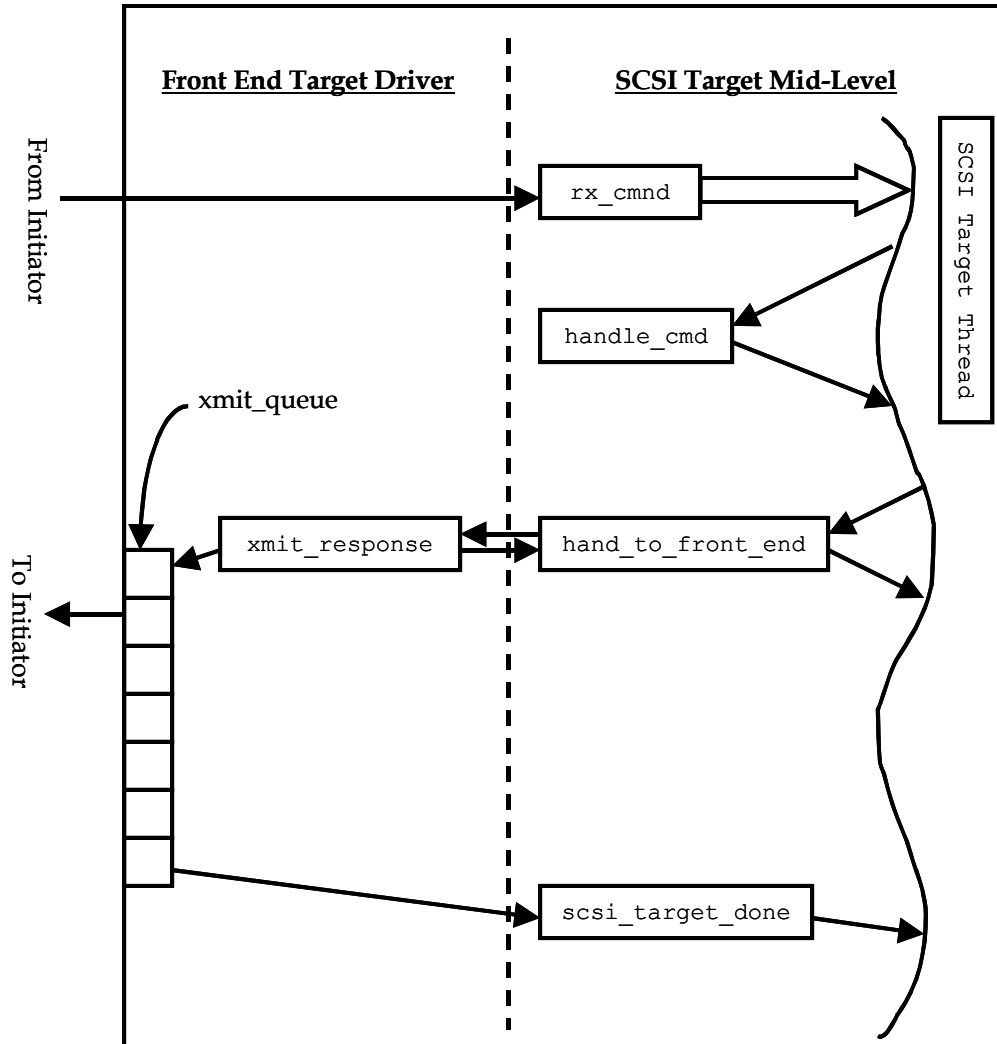 Front End Target Driver
SCSI Target Mid-Level
From Initiator
rx_cmnd
SCSI Target Thread
handle_cmd
xmit_queue
xmit_response
hand_to_front_end
To Initiator
scsi_target_done